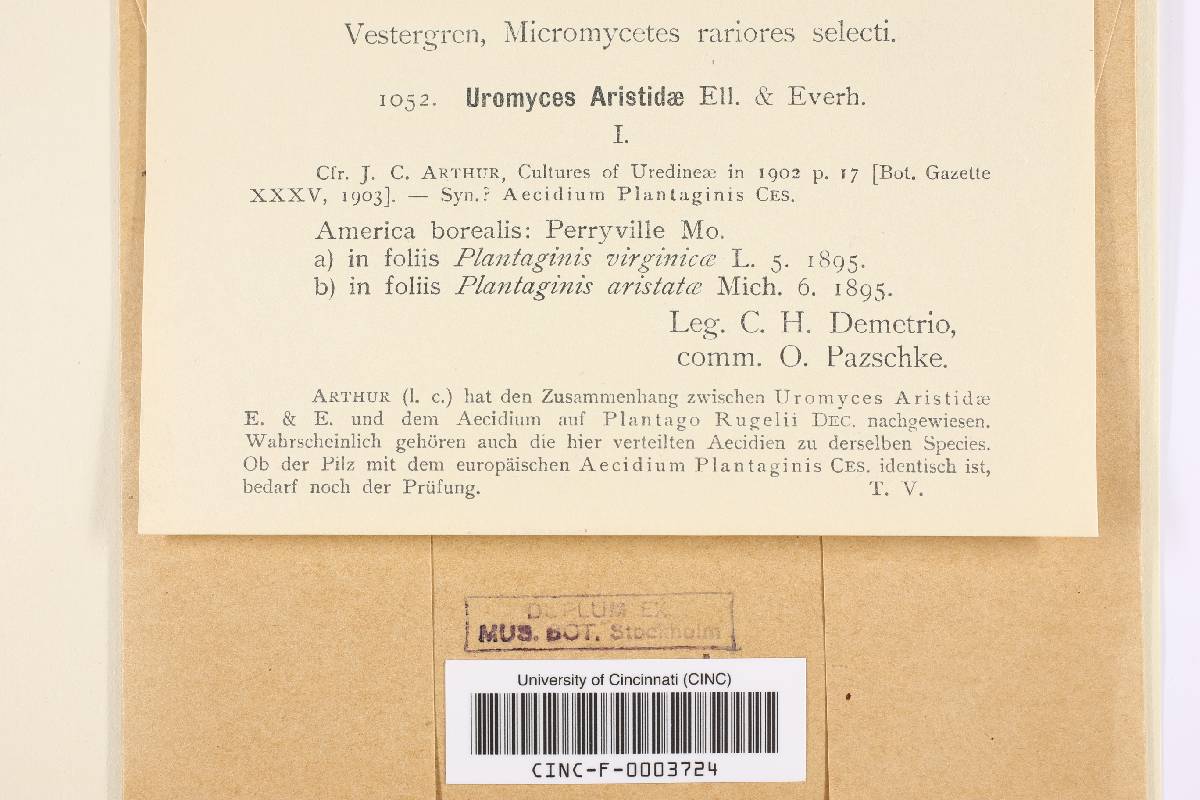 Vestergren, Micromycetes rariores selecti.
1052. Uromyces Aristidæ Ell. & Everh.
I.
Cfr. J. C. ARTHUR, Cultures of Uredineæ in 1902 p. 17 [Bot. Gazette
XXXV, 1903]. — Syn.? Aecidium Plantaginis CES.
America borealis: Perryville Mo.
a) in foliis Plantaginis virginicæ L. 5. 1895.
b) in foliis Plantaginis aristatæ Mich. 6. 1895.
Leg. C. H. Demetrio,
comm. O. Pazschke.
ARTHUR (l. c.) hat den Zusammenhang zwischen Uromyces Aristidæ
E. & E. und dem Aecidium auf Plantago Rugelii DEC. nachgewiesen.
Wahrscheinlich gehören auch die hier verteilten Aecidien zu derselben Species.
Ob der Pilz mit dem europäischen Aecidium Plantaginis CES. identisch ist,
bedarf noch der Prüfung. T. V.
DUPLUM EX
MUS. BOT. Stockholm
University of Cincinnati (CINC)
CINC-F-0003724